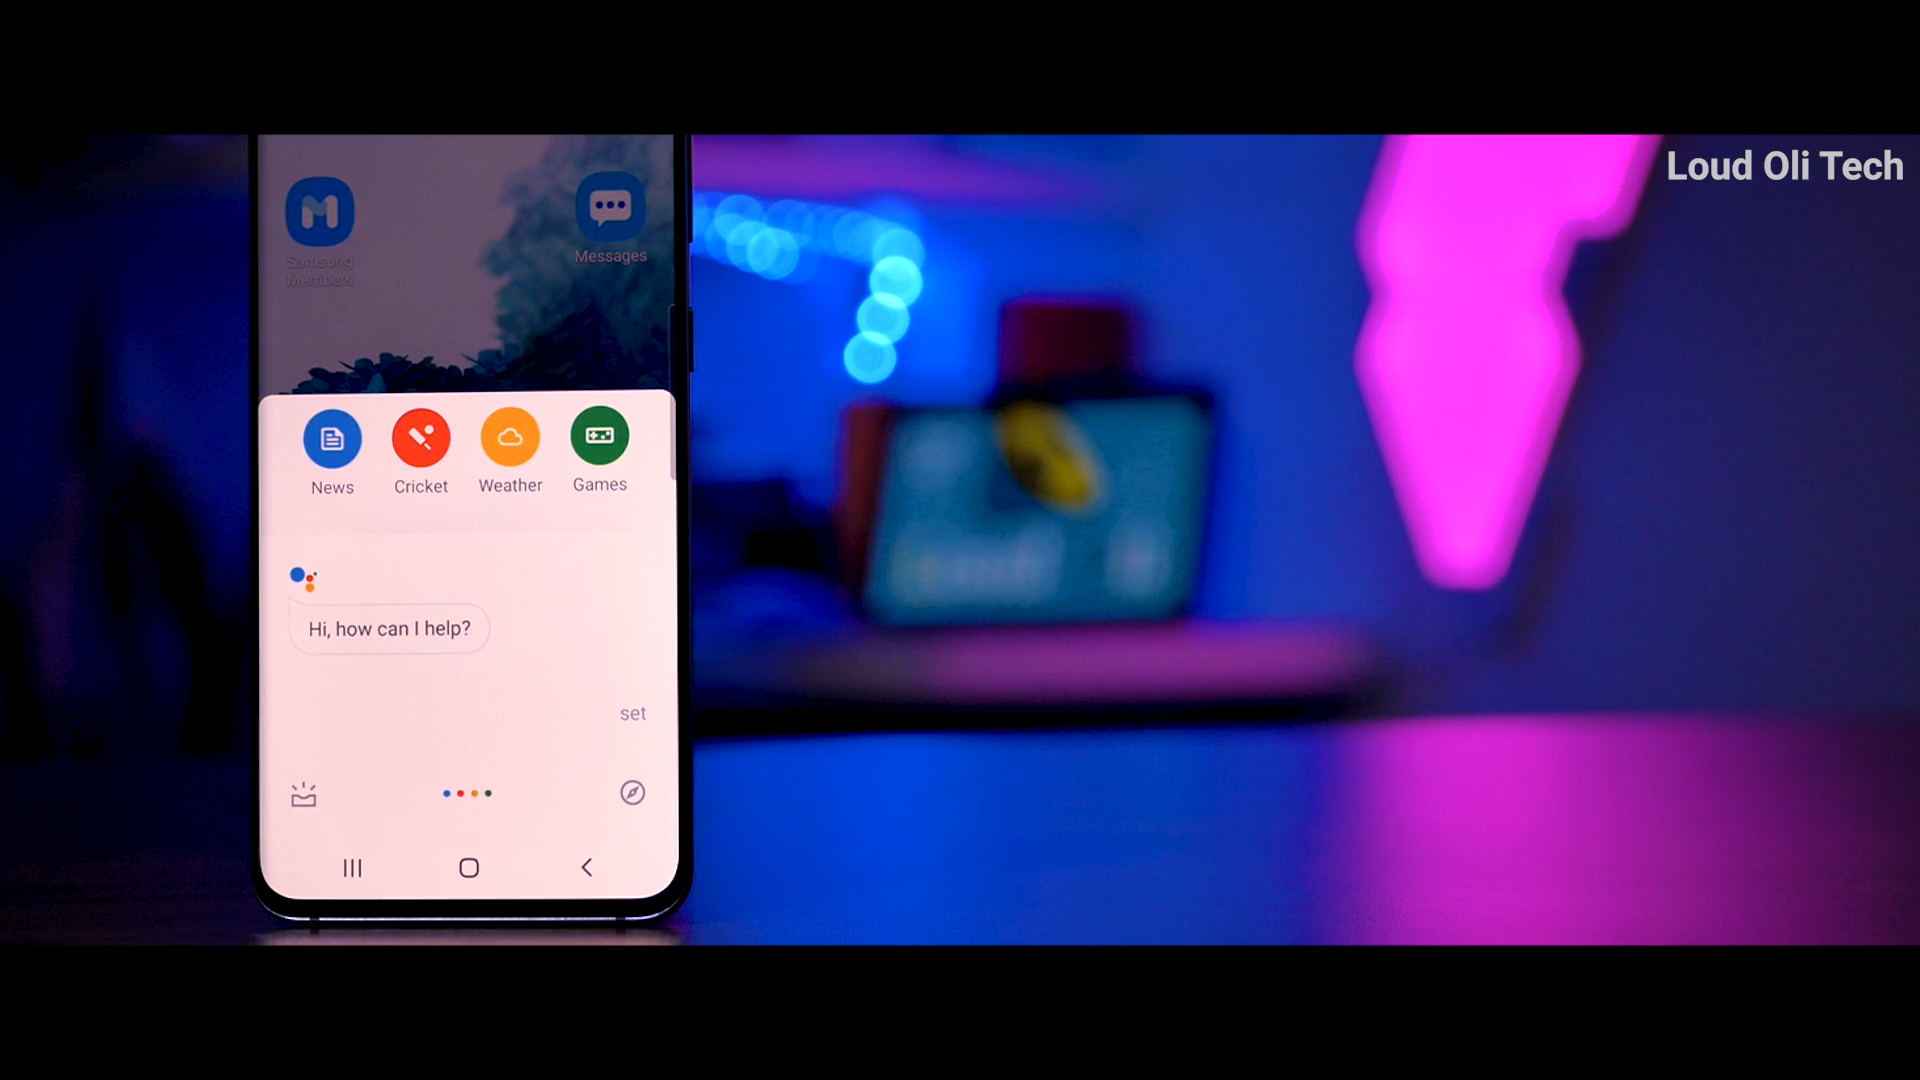 Loud Oli Tech
Samsung
Members
Messages
News
Cricket
Weather
Games
Hi, how can I help?
set